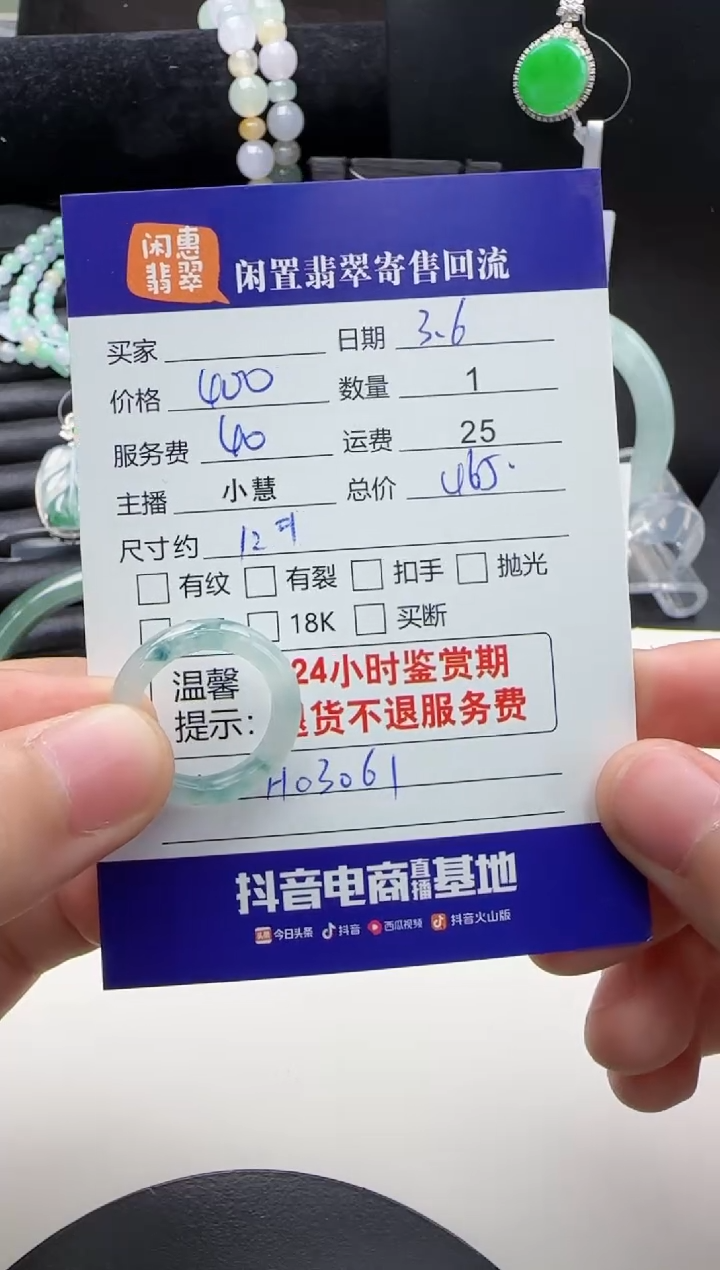 闲惠
翡翠
闲置翡翠寄售回流
买家 日期 3.6
价格 400 数量 1
服务费 40 运费 25
主播 小慧 总价 465.
尺寸约 12
有纹 有裂 扣手 抛光
18K 买断
温馨 24小时鉴赏期
提示: 退货不退服务费
H03061
抖音电商直播基地
头条 今日头条 抖音 西瓜视频 抖音火山版